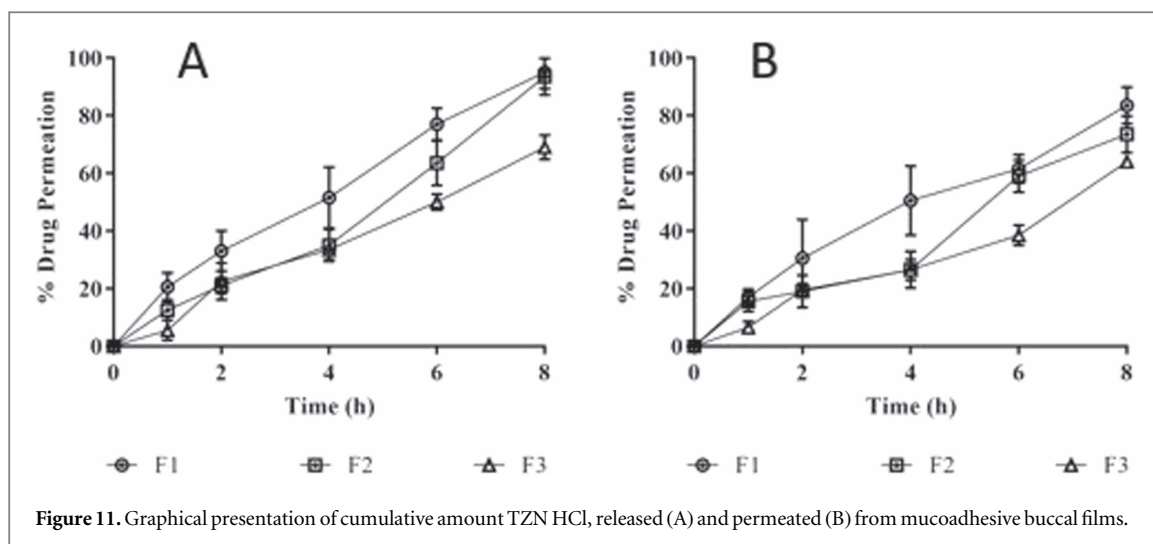 A
B
100
80
60
40
20
0
% Drug Permeation
0 2 4 6 8
Time (h)
100
80
60
40
20
0
% Drug Permeation
0 2 4 6 8
Time (h)
F1 F2 F3
F1 F2 F3
Figure 11. Graphical presentation of cumulative amount TZN HCl, released (A) and permeated (B) from mucoadhesive buccal films.